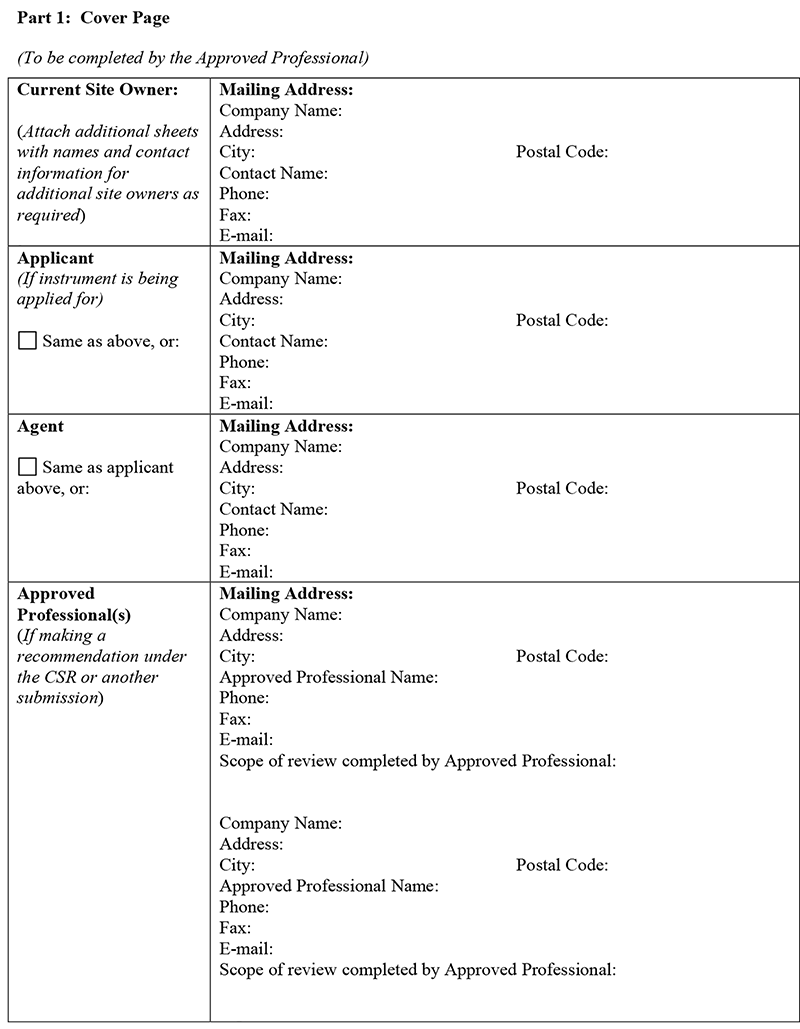 Part 1:  Cover Page
(To be completed by the Approved Professional)
Current Site Owner:
(Attach additional sheets
with names and contact
information for
additional site owners as
required)
Mailing Address:
Company Name:
Address:
City: Postal Code:
Contact Name:
Phone:
Fax:
E-mail:
Applicant
(If instrument is being
applied for)
Same as above, or:
Mailing Address:
Company Name:
Address:
City: Postal Code:
Contact Name:
Phone:
Fax:
E-mail:
Agent
Same as applicant
above, or:
Mailing Address:
Company Name:
Address:
City: Postal Code:
Contact Name:
Phone:
Fax:
E-mail:
Approved
Professional(s)
(If making a
recommendation under
the CSR or another
submission)
Mailing Address:
Company Name:
Address:
City: Postal Code:
Approved Professional Name:
Phone:
Fax:
E-mail:
Scope of review completed by Approved Professional:
Company Name:
Address:
City: Postal Code:
Approved Professional Name:
Phone:
Fax:
E-mail:
Scope of review completed by Approved Professional: